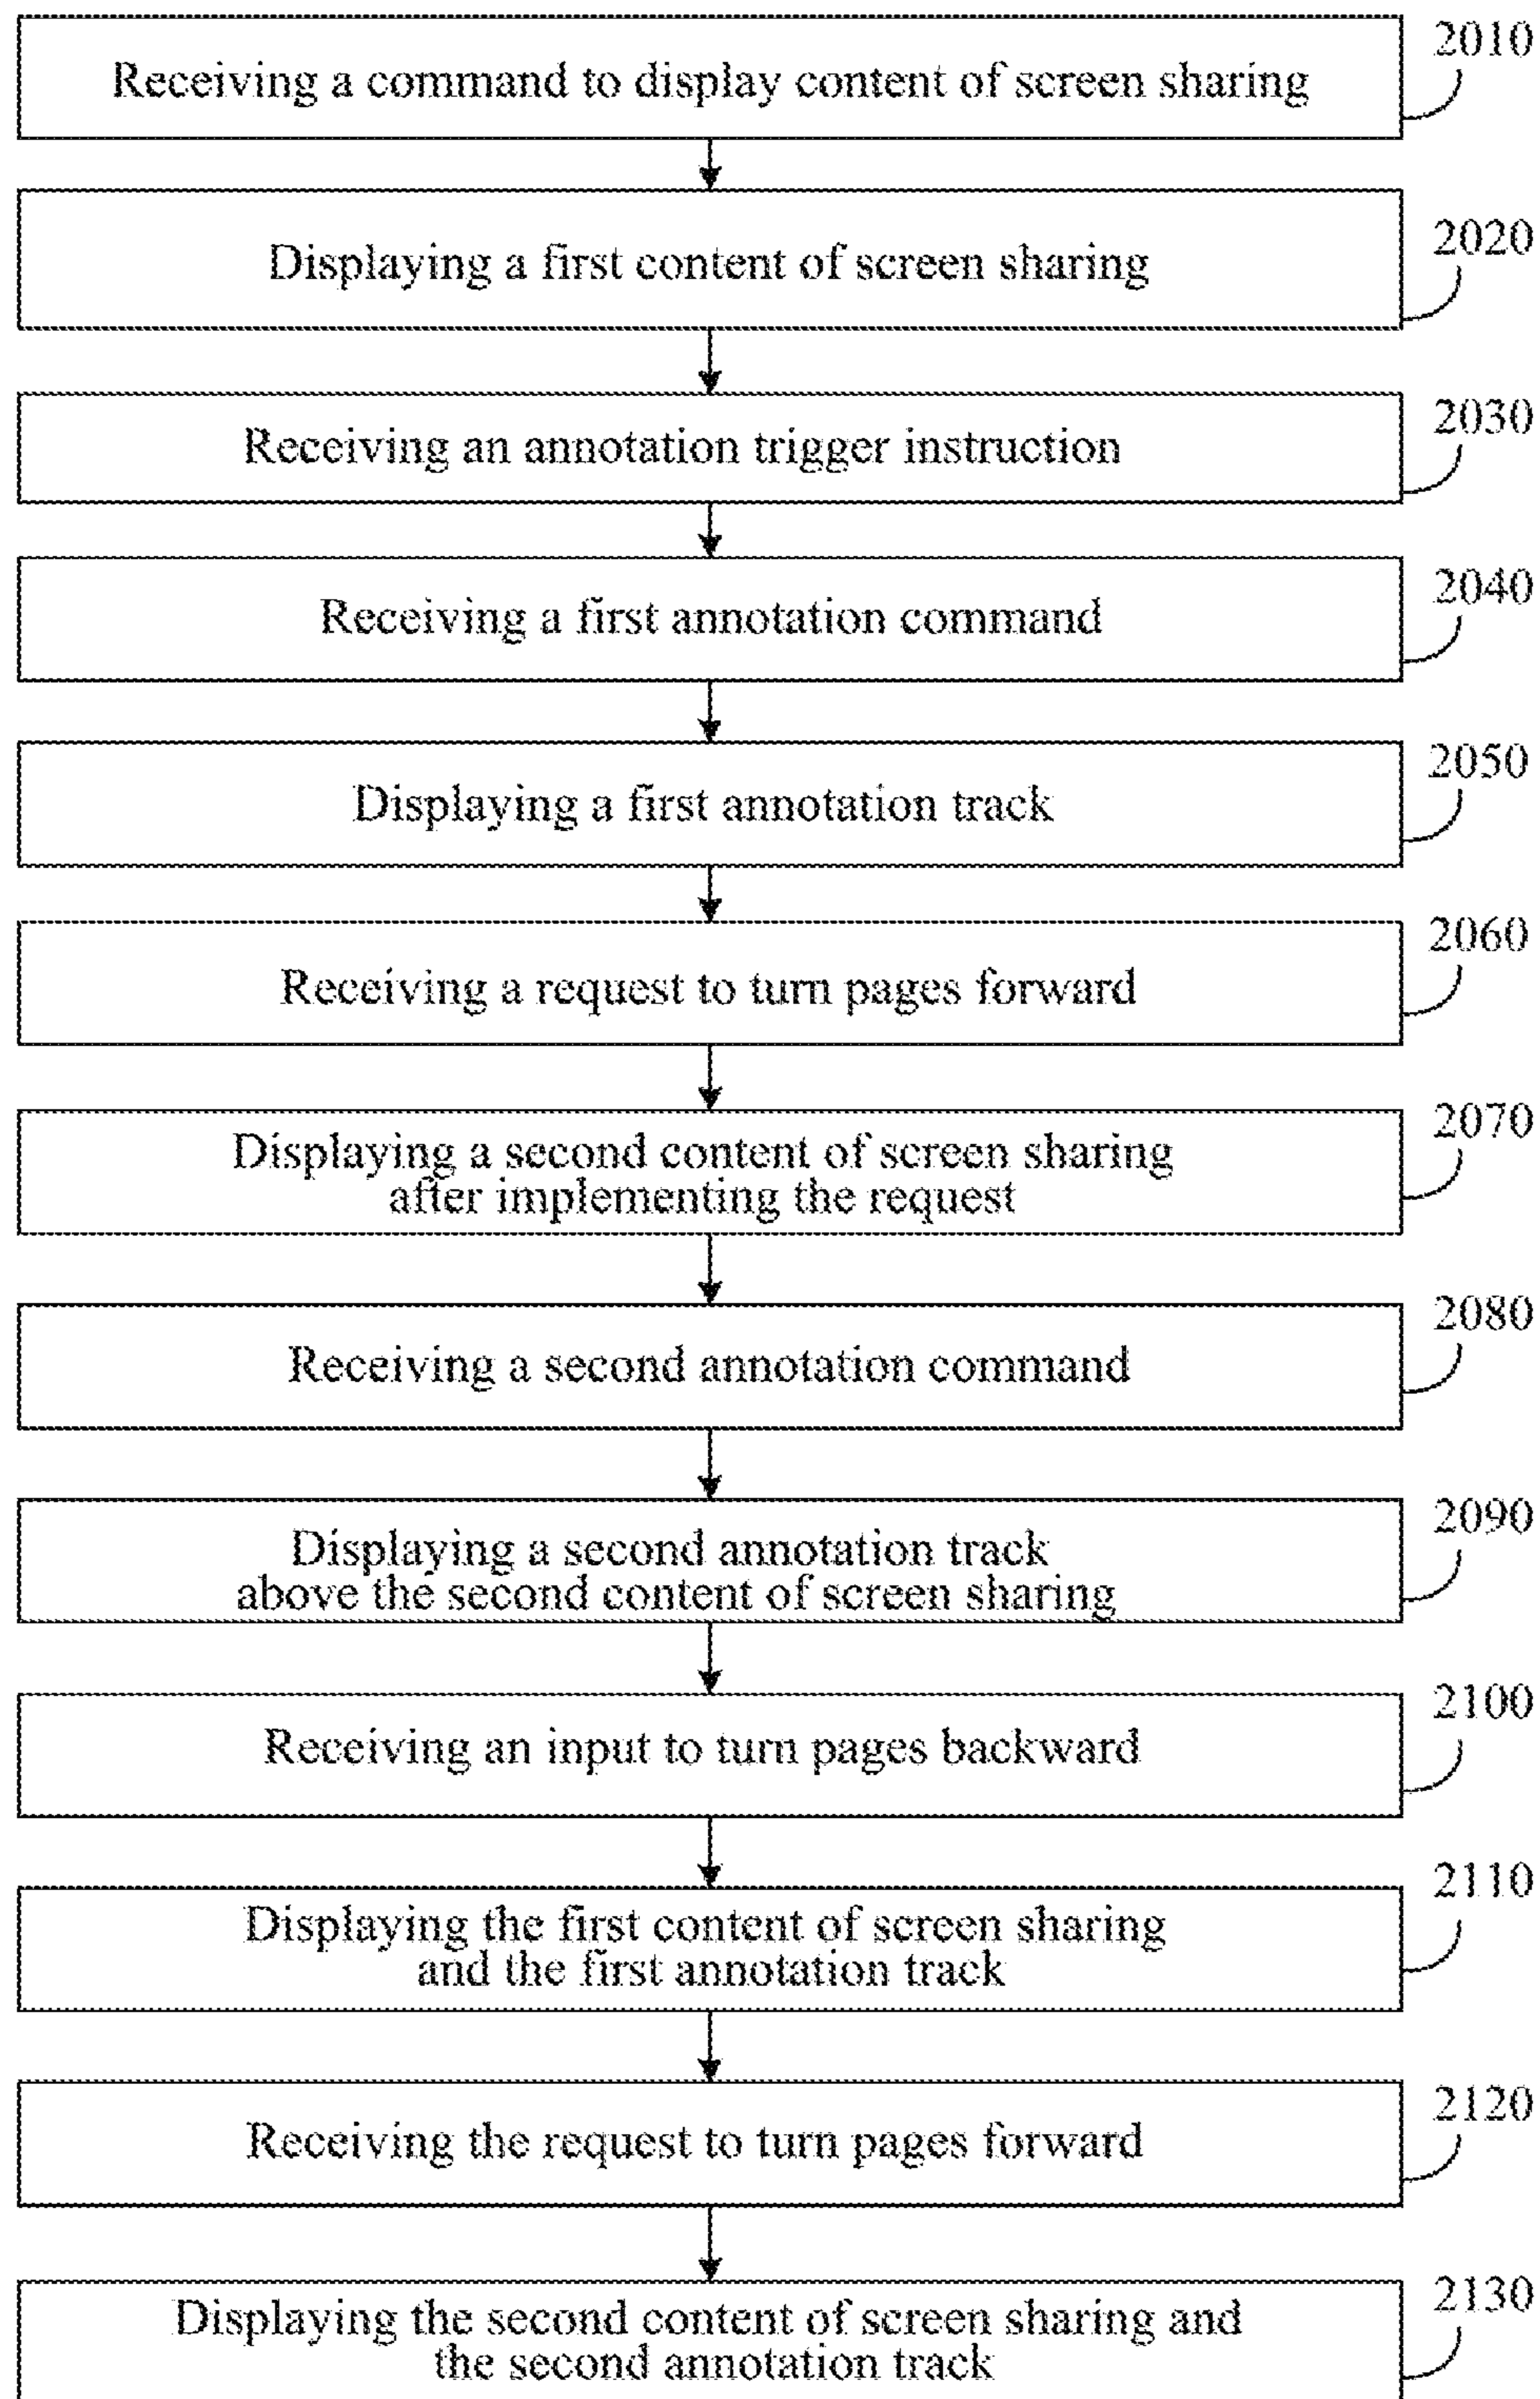 2010
Receiving a command to display content of screen sharing
2020
Displaying a first content of screen sharing
2030
Receiving an annotation trigger instruction
2040
Receiving a first annotation command
2050
Displaying a first annotation track
2060
Receiving a request to turn pages forward
2070
Displaying a second content of screen sharing
after implementing the request
2080
Receiving a second annotation command
2090
Displaying a second annotation track
above the second content of screen sharing
2100
Receiving an input to turn pages backward
2110
Displaying the first content of screen sharing
and the first annotation track
2120
Receiving the request to turn pages forward
2130
Displaying the second content of screen sharing and
the second annotation track